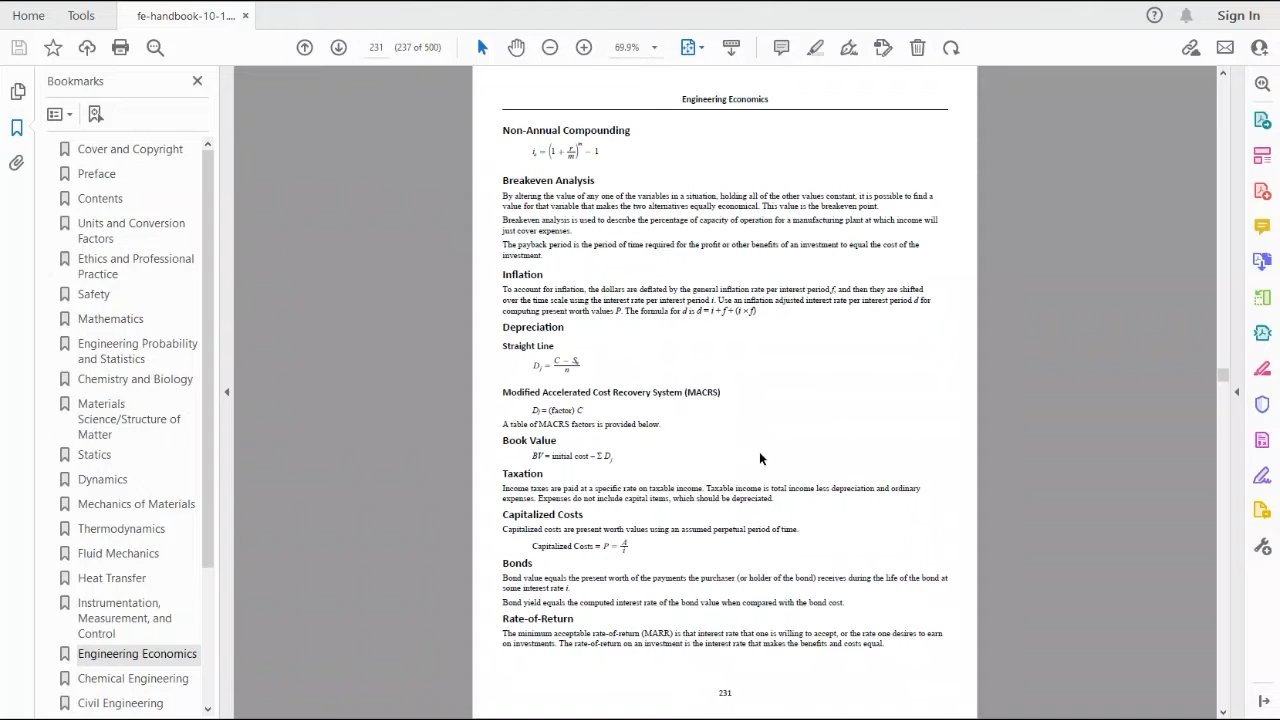 Home
Tools
fe-handbook-10-1.... ×
Sign In
231 (237 of 500)
69.9%
Bookmarks
Cover and Copyright
Preface
Contents
Units and Conversion
Factors
Ethics and Professional
Practice
Safety
Mathematics
Engineering Probability
and Statistics
Chemistry and Biology
Materials
Science/Structure of
Matter
Statics
Dynamics
Mechanics of Materials
Thermodynamics
Fluid Mechanics
Heat Transfer
Instrumentation,
Measurement, and
Control
Engineering Economics
Chemical Engineering
Civil Engineering
Engineering Economics
Non-Annual Compounding
i_e = (1 + r/m)^m − 1
Breakeven Analysis
By altering the value of any one of the variables in a situation, holding all of the other values constant, it is possible to find a
value for that variable that makes the two alternatives equally economical. This value is the breakeven point.
Breakeven analysis is used to describe the percentage of capacity of operation for a manufacturing plant at which income will
just cover expenses.
The payback period is the period of time required for the profit or other benefits of an investment to equal the cost of the
investment.
Inflation
To account for inflation, the dollars are deflated by the general inflation rate per interest period f, and then they are shifted
over the time scale using the interest rate per interest period i. Use an inflation adjusted interest rate per interest period d for
computing present worth values P. The formula for d is d = i + f + (i × f)
Depreciation
Straight Line
D_j = (C − S_n)/n
Modified Accelerated Cost Recovery System (MACRS)
D_j = (factor) C
A table of MACRS factors is provided below.
Book Value
BV = initial cost − Σ D_j
Taxation
Income taxes are paid at a specific rate on taxable income. Taxable income is total income less depreciation and ordinary
expenses. Expenses do not include capital items, which should be depreciated.
Capitalized Costs
Capitalized costs are present worth values using an assumed perpetual period of time.
Capitalized Costs = P = A/i
Bonds
Bond value equals the present worth of the payments the purchaser (or holder of the bond) receives during the life of the bond at
some interest rate i.
Bond yield equals the computed interest rate of the bond value when compared with the bond cost.
Rate-of-Return
The minimum acceptable rate-of-return (MARR) is that interest rate that one is willing to accept, or the rate one desires to earn
on investments. The rate-of-return on an investment is the interest rate that makes the benefits and costs equal.
231